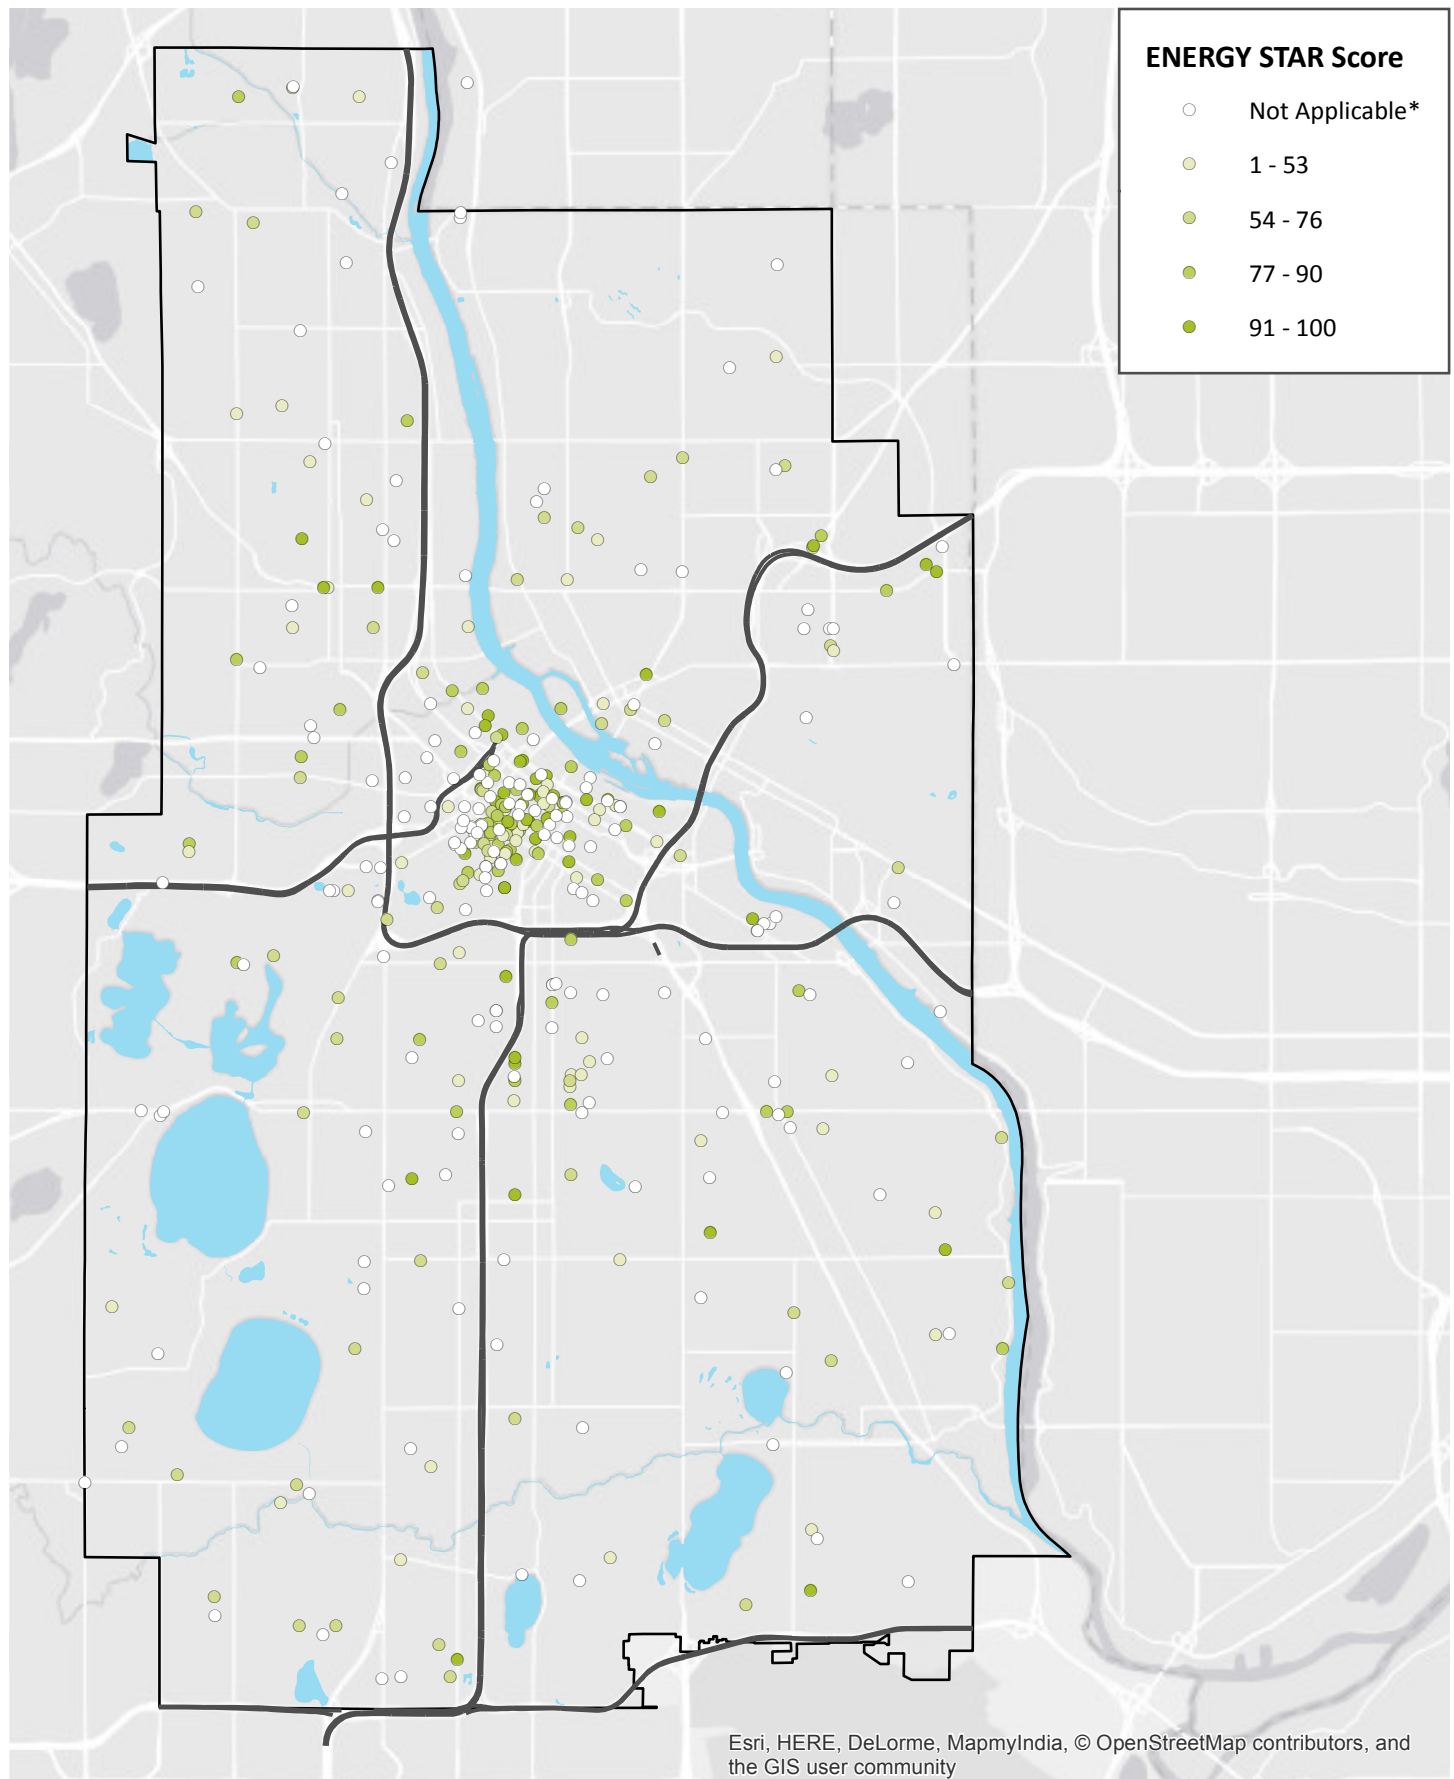 ENERGY STAR Score
Not Applicable*
1 - 53
54 - 76
77 - 90
91 - 100
Esri, HERE, DeLorme, MapmyIndia, © OpenStreetMap contributors, and
the GIS user community